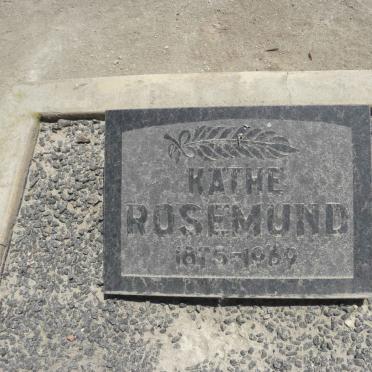 KATHE
ROSEMUND
1875-1969